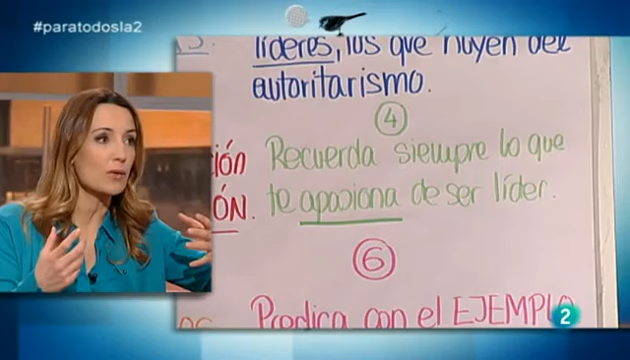 #paratodosla2
líderes, los que huyen del
autoritarismo.
4
Recuerda siempre lo que
te apasiona de ser líder.
ción
ÓN.
6
Predica con el EJEMPLO
2